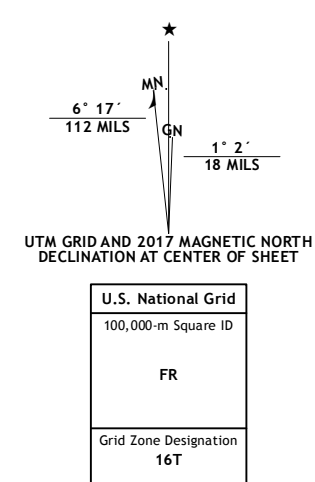 ★
MN
6° 17´
112 MILS
GN
1° 2´
18 MILS
UTM GRID AND 2017 MAGNETIC NORTH
DECLINATION AT CENTER OF SHEET
U.S. National Grid
100,000-m Square ID
FR
Grid Zone Designation
16T